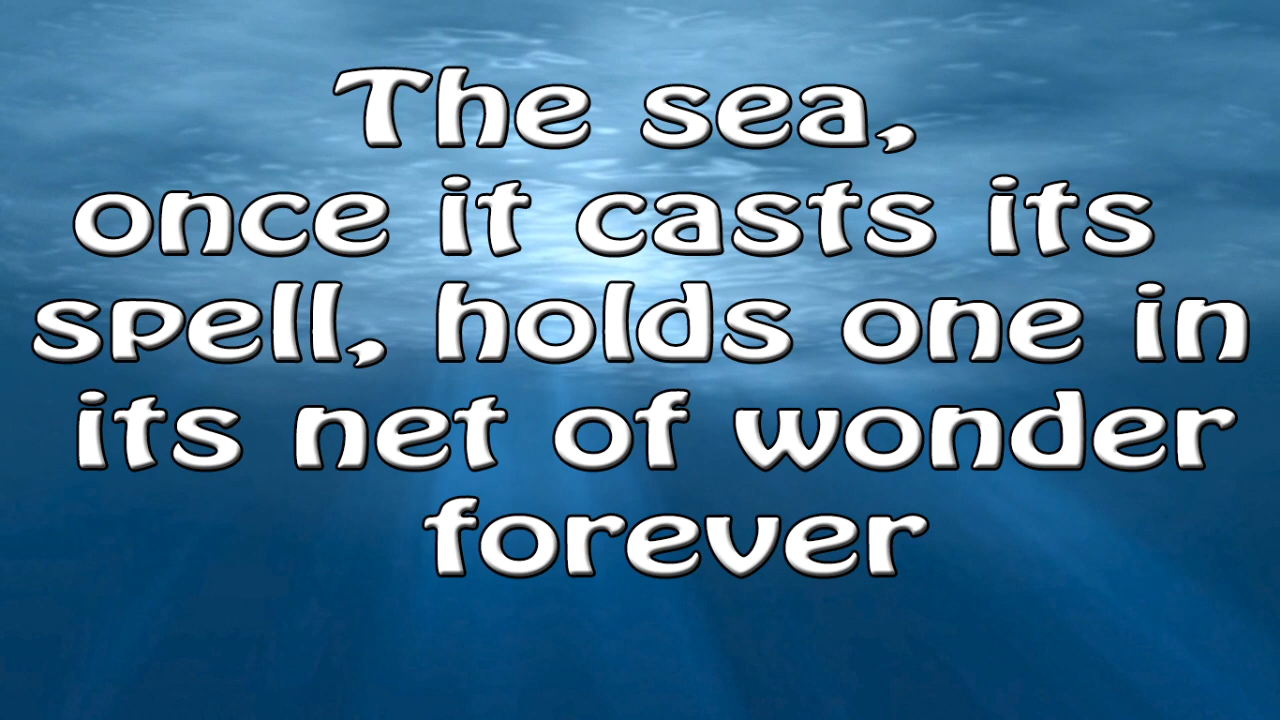 The sea,
once it casts its
spell, holds one in
its net of wonder
forever